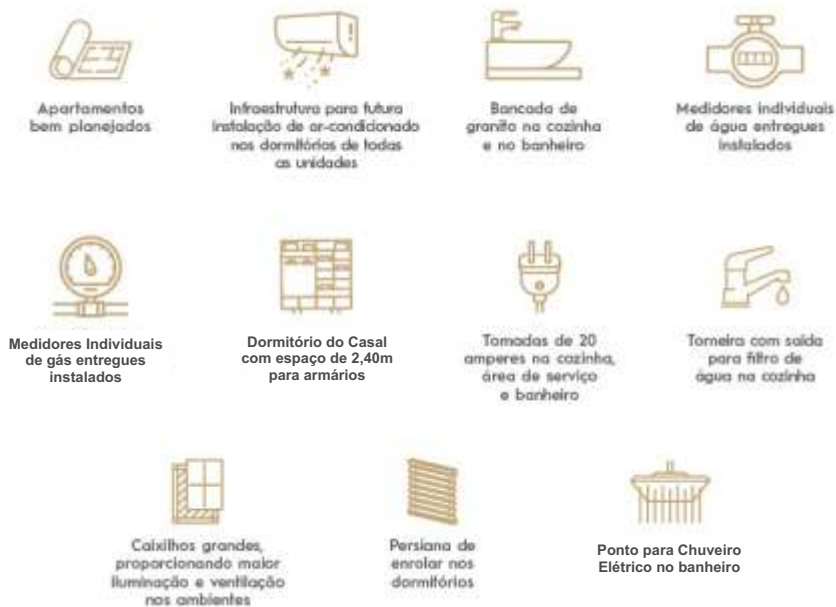 Apartamentos
bem planejados
Infraestrutura para futura
instalação de ar-condicionado
nos dormitórios de todas
as unidades
Bancada de
granito na cozinha
e no banheiro
Medidores individuais
de água entregues
instalados
Medidores Individuais
de gás entregues
instalados
Dormitório do Casal
com espaço de 2,40m
para armários
Tomadas de 20
amperes na cozinha,
área de serviço
e banheiro
Torneira com saída
para filtro de
água na cozinha
Caixilhos grandes,
proporcionando maior
iluminação e ventilação
nos ambientes
Persiana de
enrolar nos
dormitórios
Ponto para Chuveiro
Elétrico no banheiro